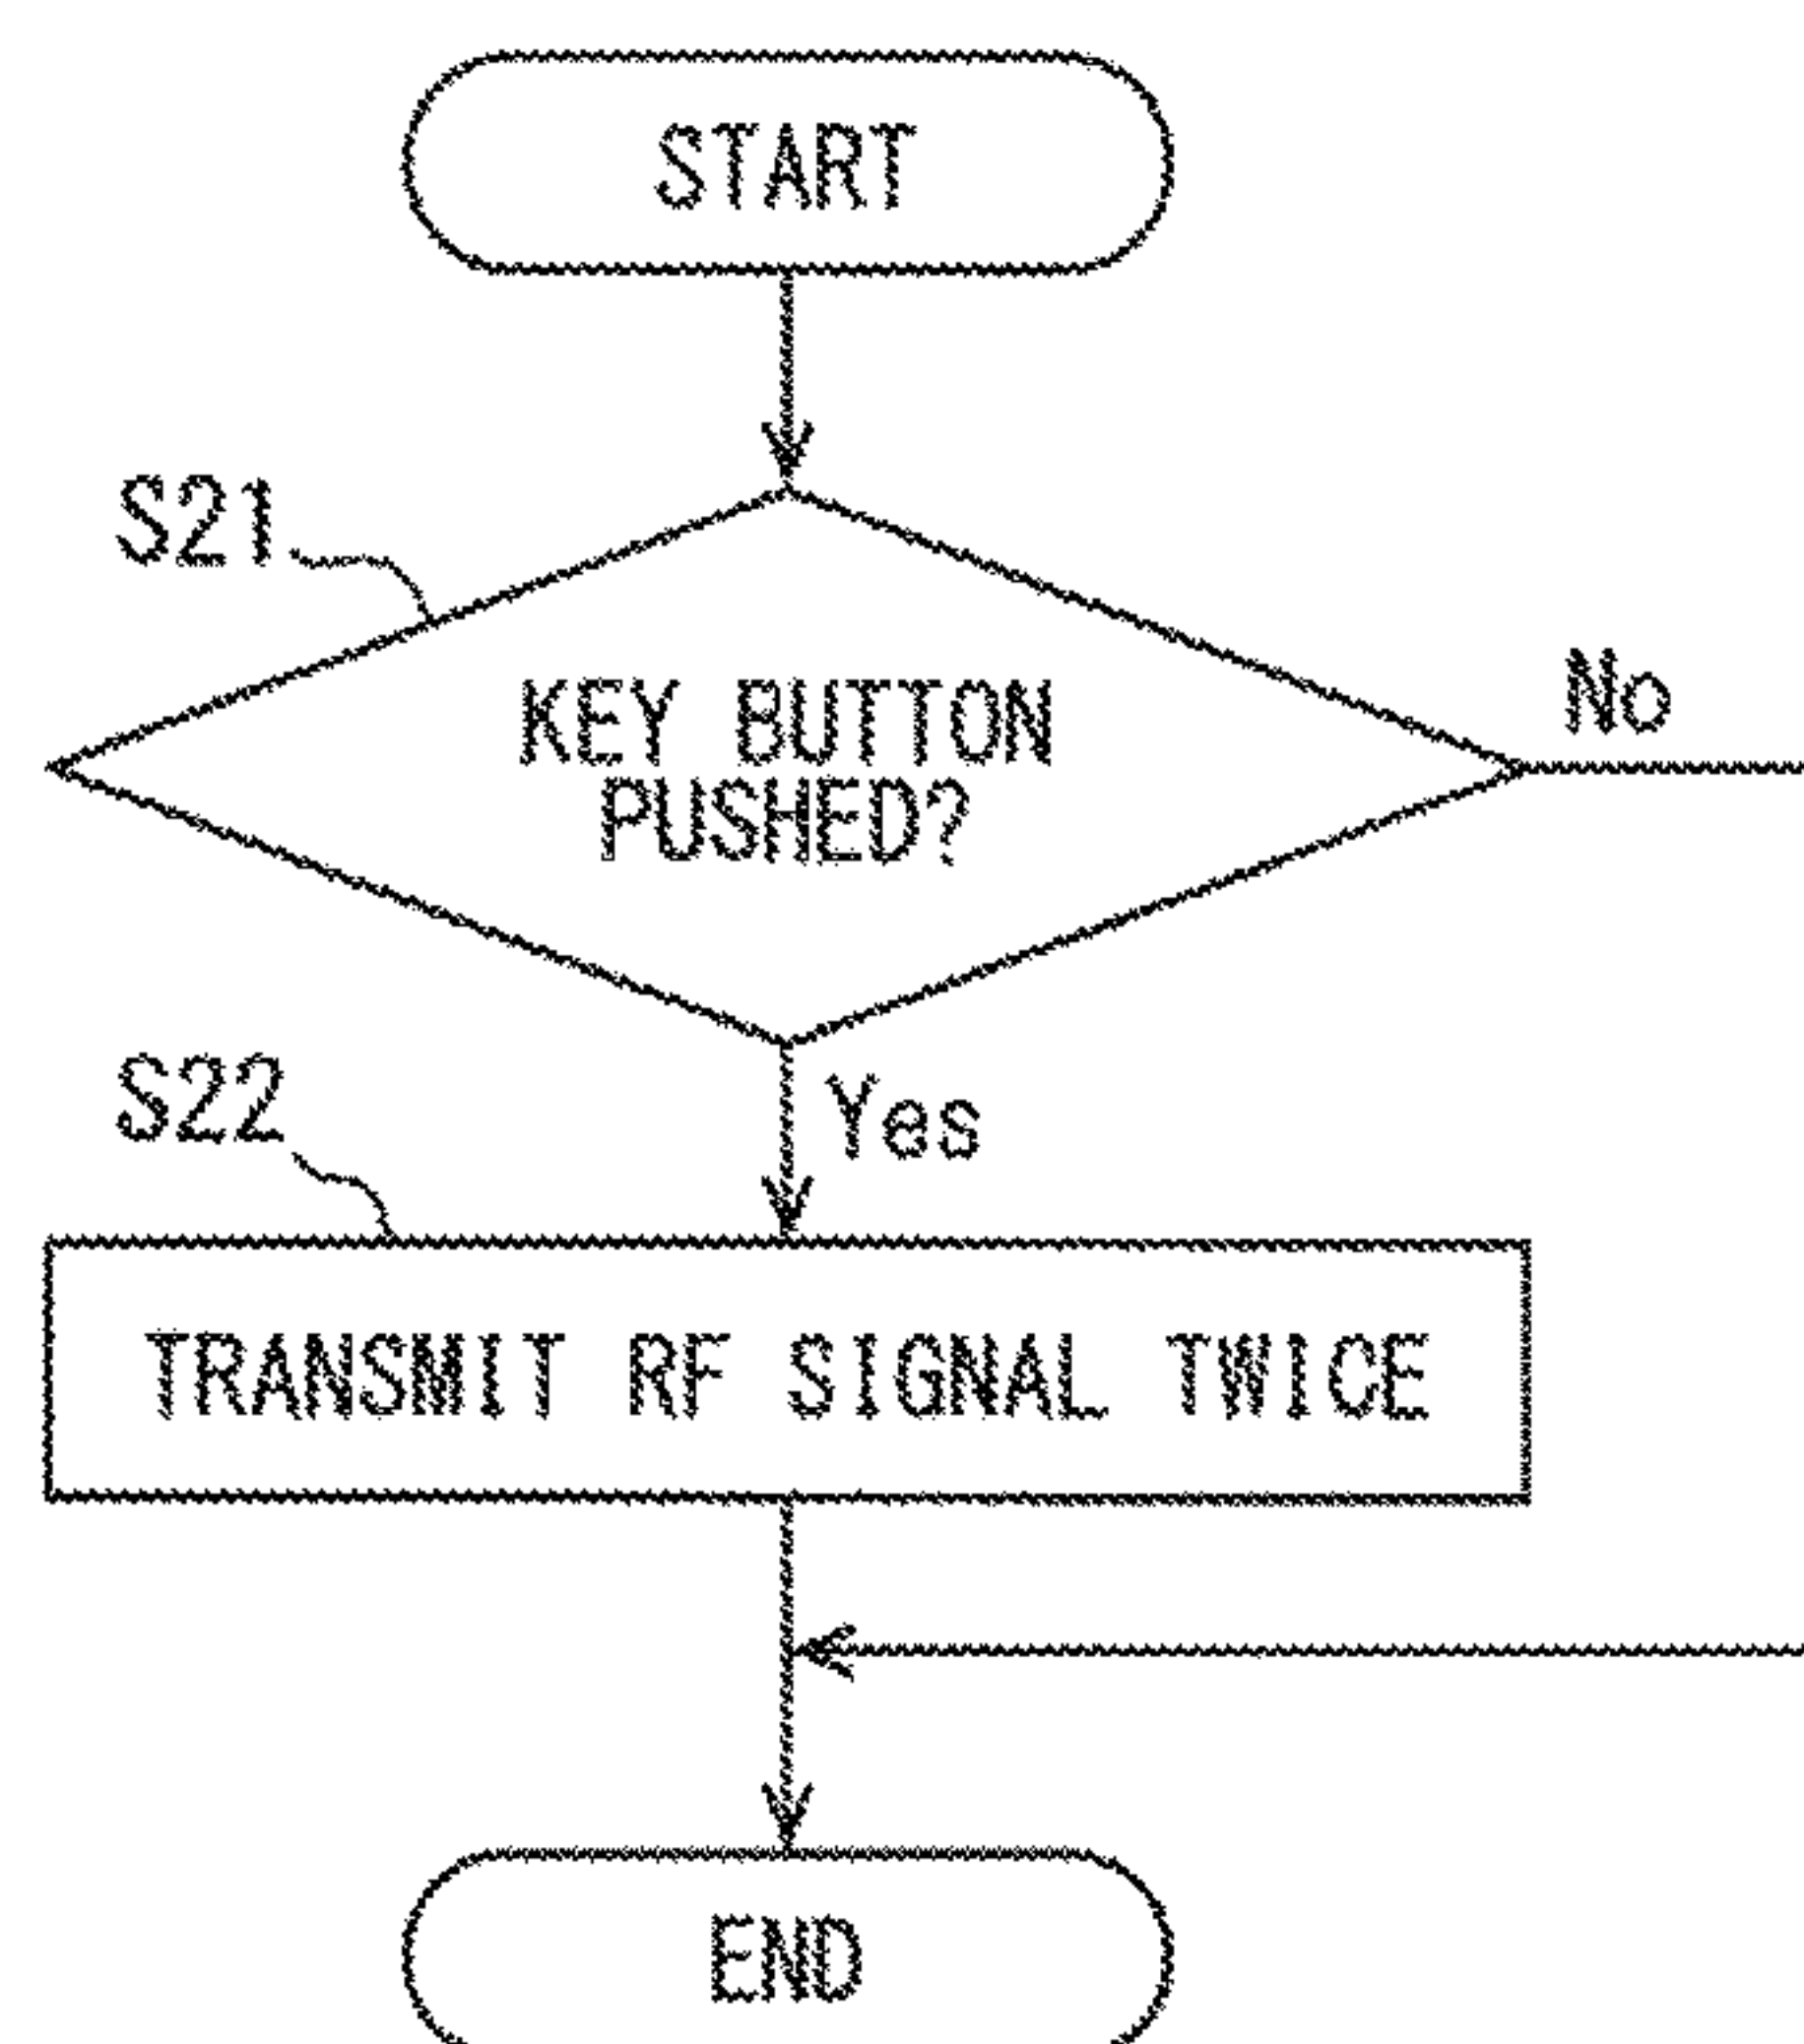 START
S21
KEY BUTTON
PUSHED?
No
S22
Yes
TRANSMIT RF SIGNAL TWICE
END